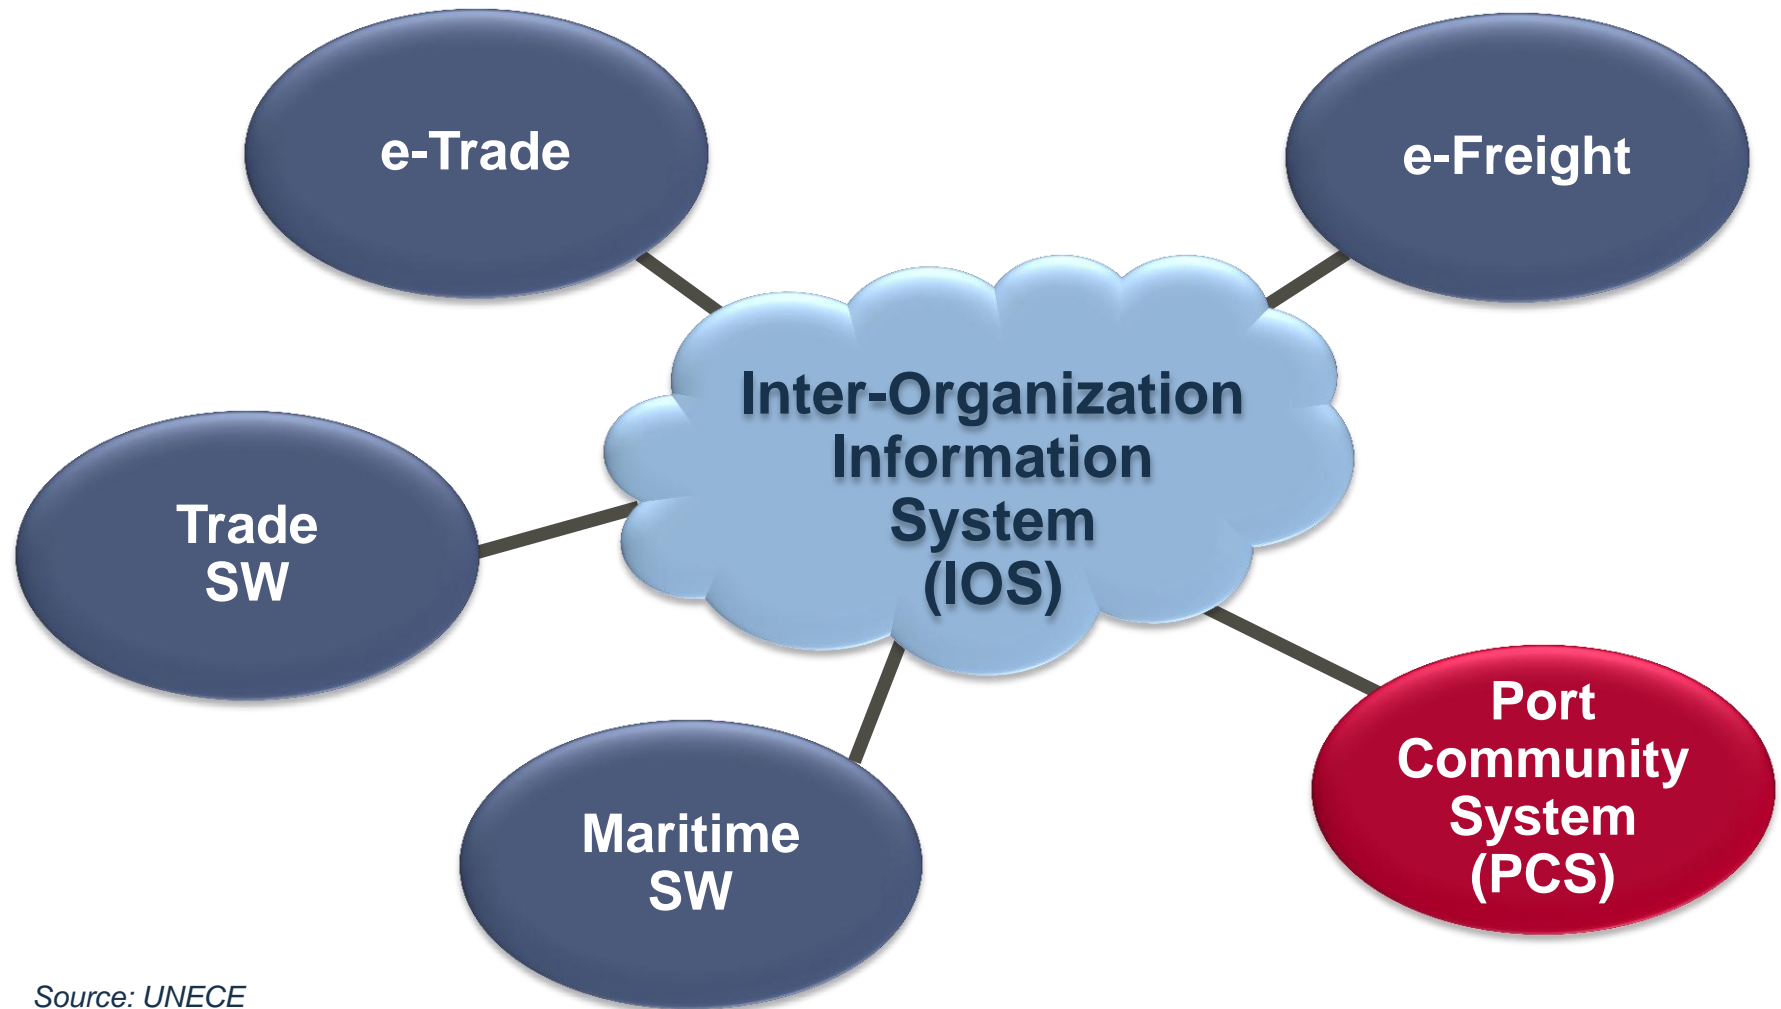 e-Trade
e-Freight
Inter-Organization
Information
System
(IOS)
Trade
SW
Port
Community
System
(PCS)
Maritime
SW
Source: UNECE